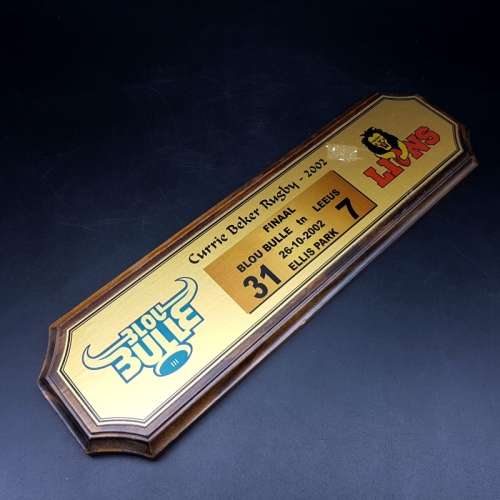 Currie Beker Rugby - 2002
FINAAL
BLOU BULLE tn LEEUS
31 26-10-2002 7
ELLIS PARK
BLOU
BULLE
LIONS